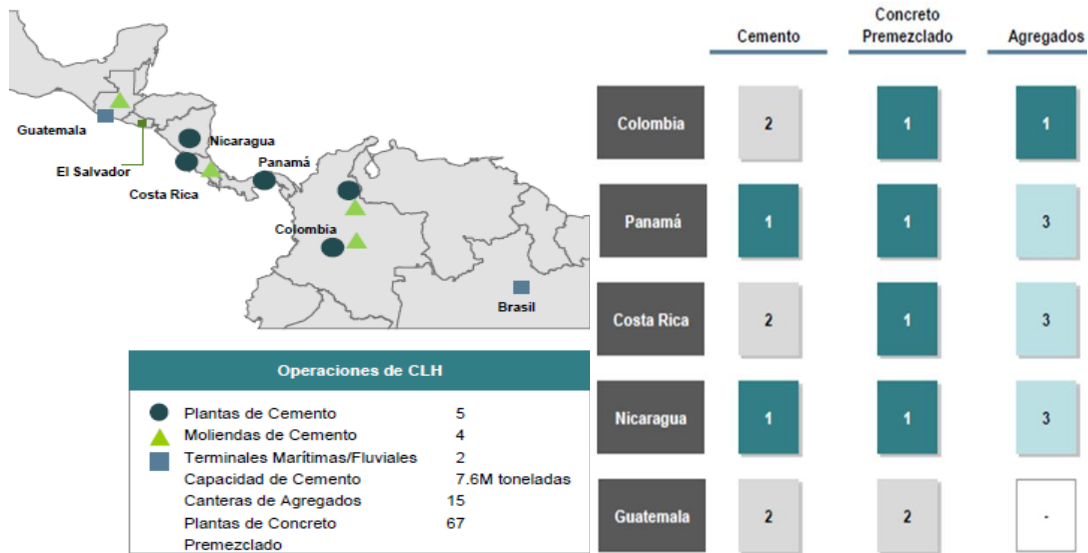 Guatemala
El Salvador
Nicaragua
Costa Rica
Panamá
Colombia
Brasil
Operaciones de CLH
Plantas de Cemento 5
Moliendas de Cemento 4
Terminales Marítimas/Fluviales 2
Capacidad de Cemento 7.6M toneladas
Canteras de Agregados 15
Plantas de Concreto 67
Premezclado
Cemento
Concreto
Premezclado
Agregados
Colombia 2 1 1
Panamá 1 1 3
Costa Rica 2 1 3
Nicaragua 1 1 3
Guatemala 2 2 -